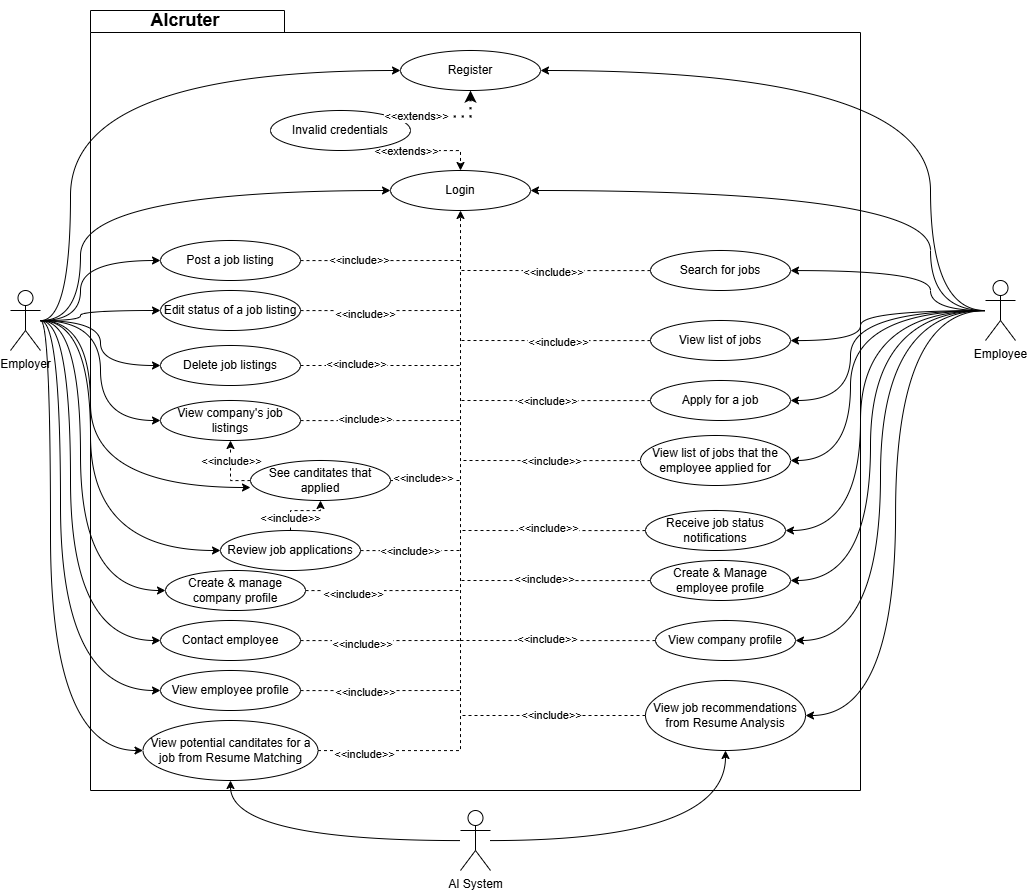 AIcruter
Register
<<extends>>
Invalid credentials
<<extends>>
Login
Post a job listing
<<include>>
<<include>>
Search for jobs
Edit status of a job listing
<<include>>
<<include>>
View list of jobs
Employer
Employee
Delete job listings
<<include>>
<<include>>
Apply for a job
View company's job
listings
<<include>>
<<include>>
View list of jobs that the
employee applied for
<<include>>
See canditates that
applied
<<include>>
<<include>>
Review job applications
<<include>>
<<include>>
Receive job status
notifications
Create & manage
company profile
<<include>>
<<include>>
Create & Manage
employee profile
Contact employee
<<include>>
<<include>>
View company profile
View employee profile
<<include>>
<<include>>
View job recommendations
from Resume Analysis
View potential canditates for a
job from Resume Matching
<<include>>
AI System